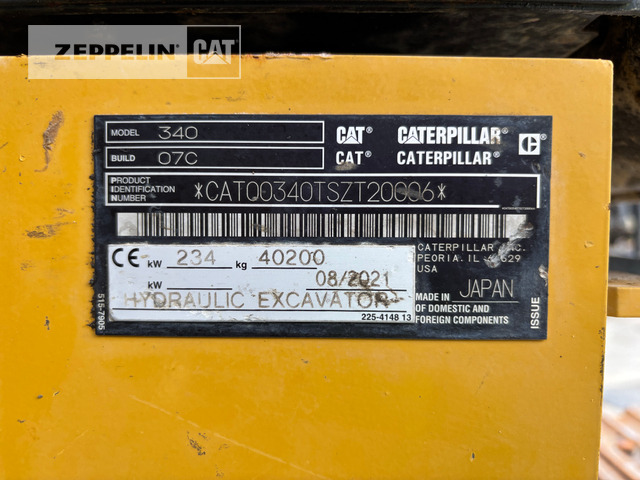 ZEPPELIN CAT
MODEL 340 CAT® CATERPILLAR® C
BUILD 07C CAT® CATERPILLAR®
PRODUCT IDENTIFICATION NUMBER *CAT00340TSZT20006*
CE kW 234 kg 40200
kW 08/2021
HYDRAULIC EXCAVATOR
515-7905
225-4148 13
CATERPILLAR INC.
PEORIA, IL 61629
USA
MADE IN JAPAN
OF DOMESTIC AND
FOREIGN COMPONENTS
ISSUE